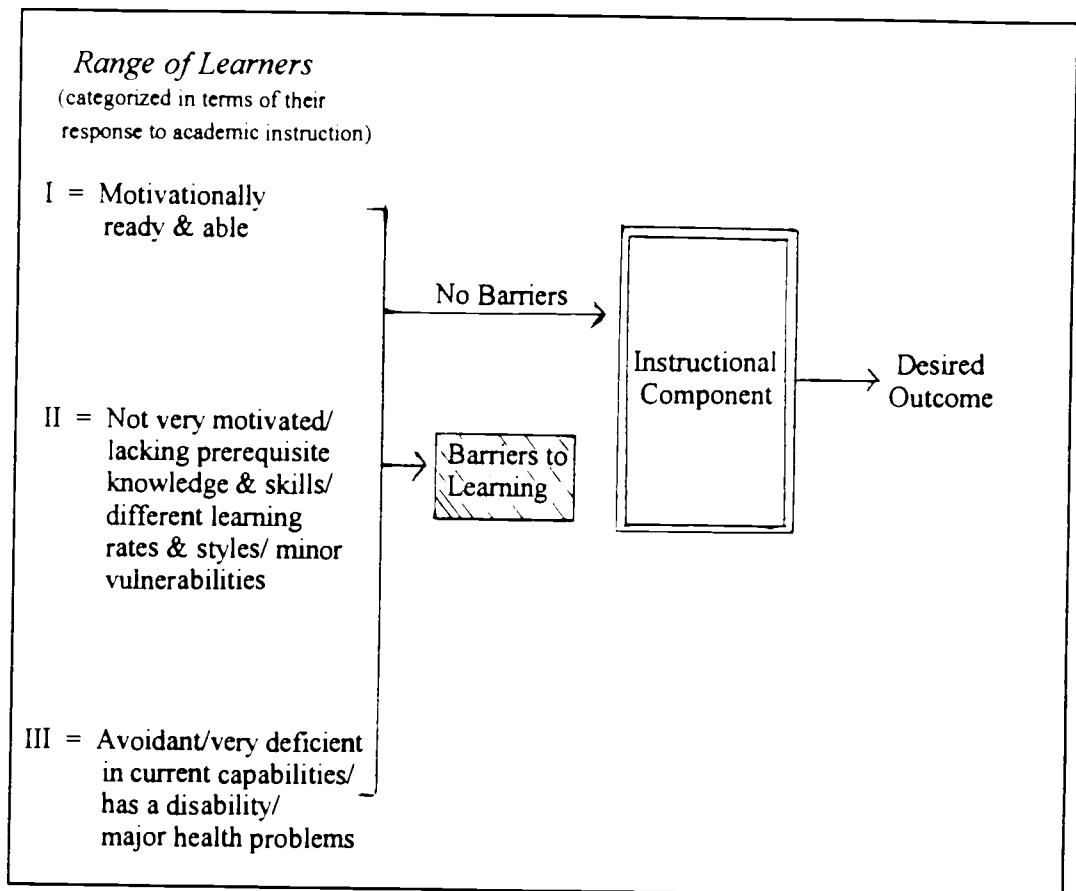 Range of Learners
(categorized in terms of their
response to academic instruction)
I = Motivationally
ready & able
No Barriers
Instructional
Component
Desired
Outcome
II = Not very motivated/
lacking prerequisite
knowledge & skills/
different learning
rates & styles/ minor
vulnerabilities
Barriers to
Learning
III = Avoidant/very deficient
in current capabilities/
has a disability/
major health problems